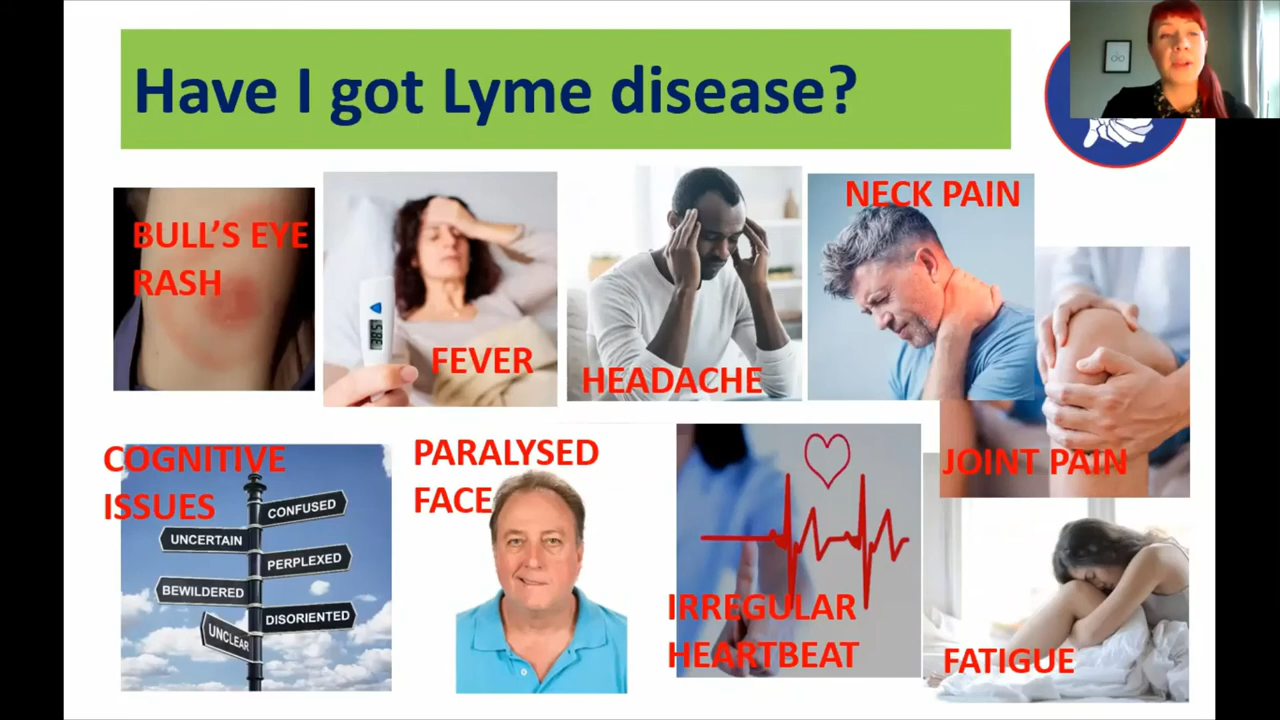 Have I got Lyme disease?
BULL'S EYE
RASH
FEVER
HEADACHE
NECK PAIN
JOINT PAIN
COGNITIVE
ISSUES
CONFUSED
UNCERTAIN
PERPLEXED
BEWILDERED
DISORIENTED
UNCLEAR
PARALYSED
FACE
IRREGULAR
HEARTBEAT
FATIGUE